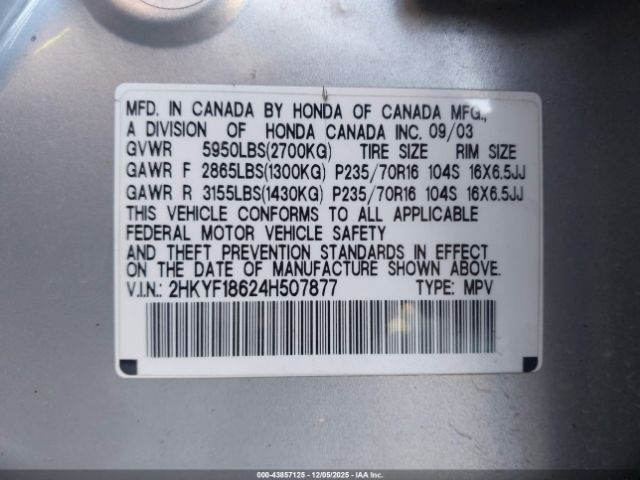 MFD. IN CANADA BY HONDA OF CANADA MFG.,
A DIVISION OF HONDA CANADA INC. 09/03
GVWR 5950LBS(2700KG) TIRE SIZE RIM SIZE
GAWR F 2865LBS(1300KG) P235/70R16 104S 16X6.5JJ
GAWR R 3155LBS(1430KG) P235/70R16 104S 16X6.5JJ
THIS VEHICLE CONFORMS TO ALL APPLICABLE
FEDERAL MOTOR VEHICLE SAFETY
AND THEFT PREVENTION STANDARDS IN EFFECT
ON THE DATE OF MANUFACTURE SHOWN ABOVE.
V.I.N.: 2HKYF18624H507877 TYPE: MPV
000-43857125 - 12/05/2025 - IAA Inc.